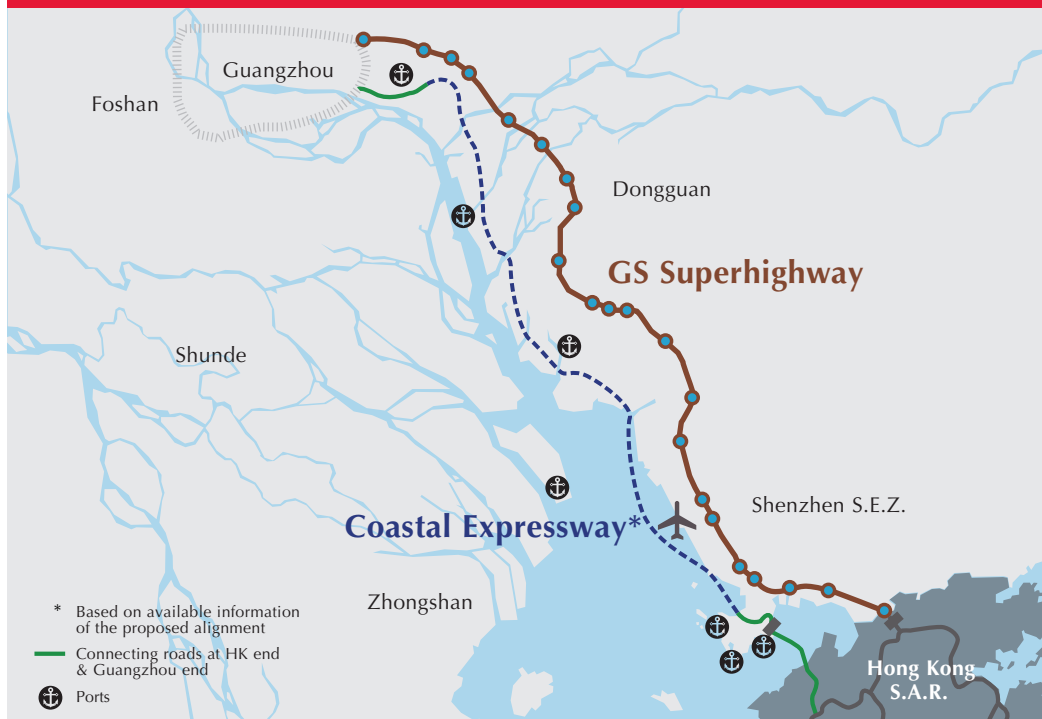 Guangzhou
Foshan
Dongguan
GS Superhighway
Shunde
Shenzhen S.E.Z.
Coastal Expressway*
Zhongshan
* Based on available information
of the proposed alignment
Connecting roads at HK end
& Guangzhou end
Ports
Hong Kong
S.A.R.